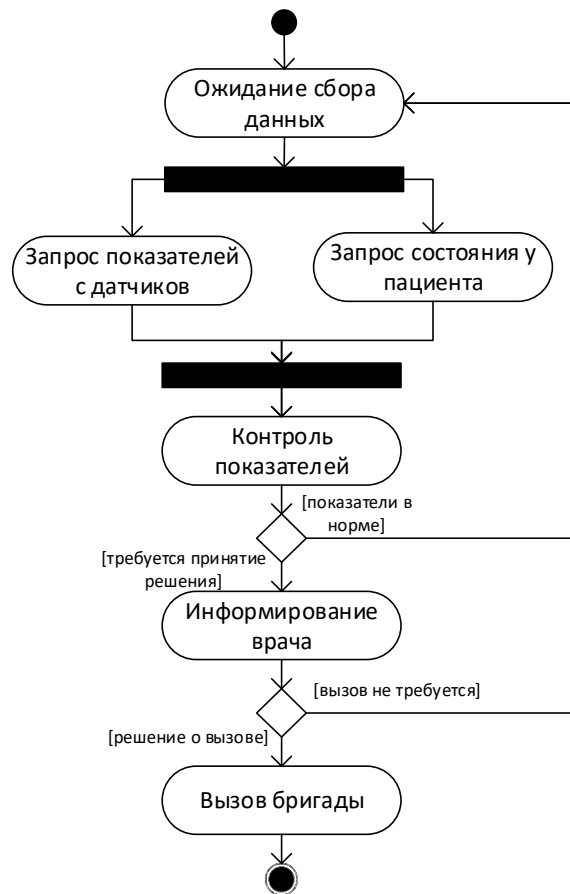 Ожидание сбора
данных
Запрос показателей
с датчиков
Запрос состояния у
пациента
Контроль
показателей
[показатели в
норме]
[требуется принятие
решения]
Информирование
врача
[вызов не требуется]
[решение о вызове]
Вызов бригады